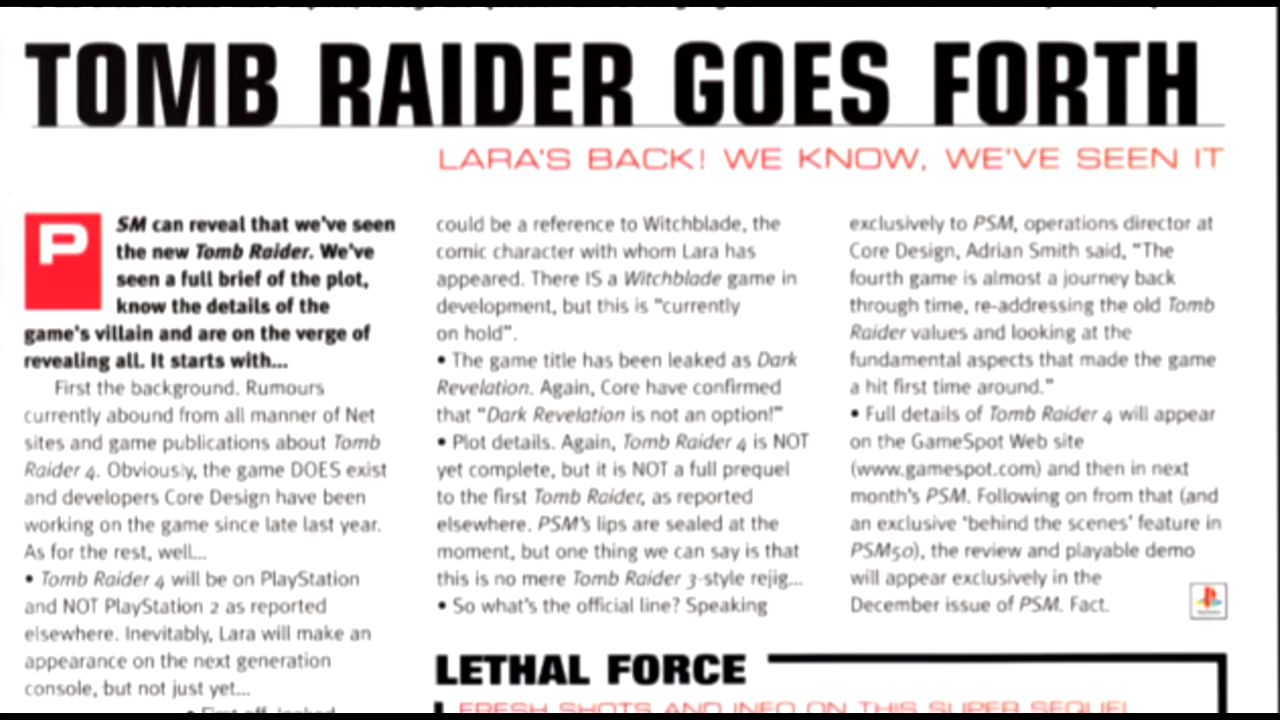 TOMB RAIDER GOES FORTH
LARA'S BACK! WE KNOW, WE'VE SEEN IT
PSM can reveal that we've seen
the new Tomb Raider. We've
seen a full brief of the plot,
know the details of the
game's villain and are on the verge of
revealing all. It starts with...
First the background. Rumours
currently abound from all manner of Net
sites and game publications about Tomb
Raider 4. Obviously, the game DOES exist
and developers Core Design have been
working on the game since late last year.
As for the rest, well...
• Tomb Raider 4 will be on PlayStation
and NOT PlayStation 2 as reported
elsewhere. Inevitably, Lara will make an
appearance on the next generation
console, but not just yet...
could be a reference to Witchblade, the
comic character with whom Lara has
appeared. There IS a Witchblade game in
development, but this is "currently
on hold".
• The game title has been leaked as Dark
Revelation. Again, Core have confirmed
that "Dark Revelation is not an option!"
• Plot details. Again, Tomb Raider 4 is NOT
yet complete, but it is NOT a full prequel
to the first Tomb Raider, as reported
elsewhere. PSM's lips are sealed at the
moment, but one thing we can say is that
this is no mere Tomb Raider 3-style rejig...
• So what's the official line? Speaking
exclusively to PSM, operations director at
Core Design, Adrian Smith said, "The
fourth game is almost a journey back
through time, re-addressing the old Tomb
Raider values and looking at the
fundamental aspects that made the game
a hit first time around."
• Full details of Tomb Raider 4 will appear
on the GameSpot Web site
(www.gamespot.com) and then in next
month's PSM. Following on from that (and
an exclusive 'behind the scenes' feature in
PSM50), the review and playable demo
will appear exclusively in the
December issue of PSM. Fact.
LETHAL FORCE
FRESH SHOTS AND INFO ON THIS SUPER SEQUEL